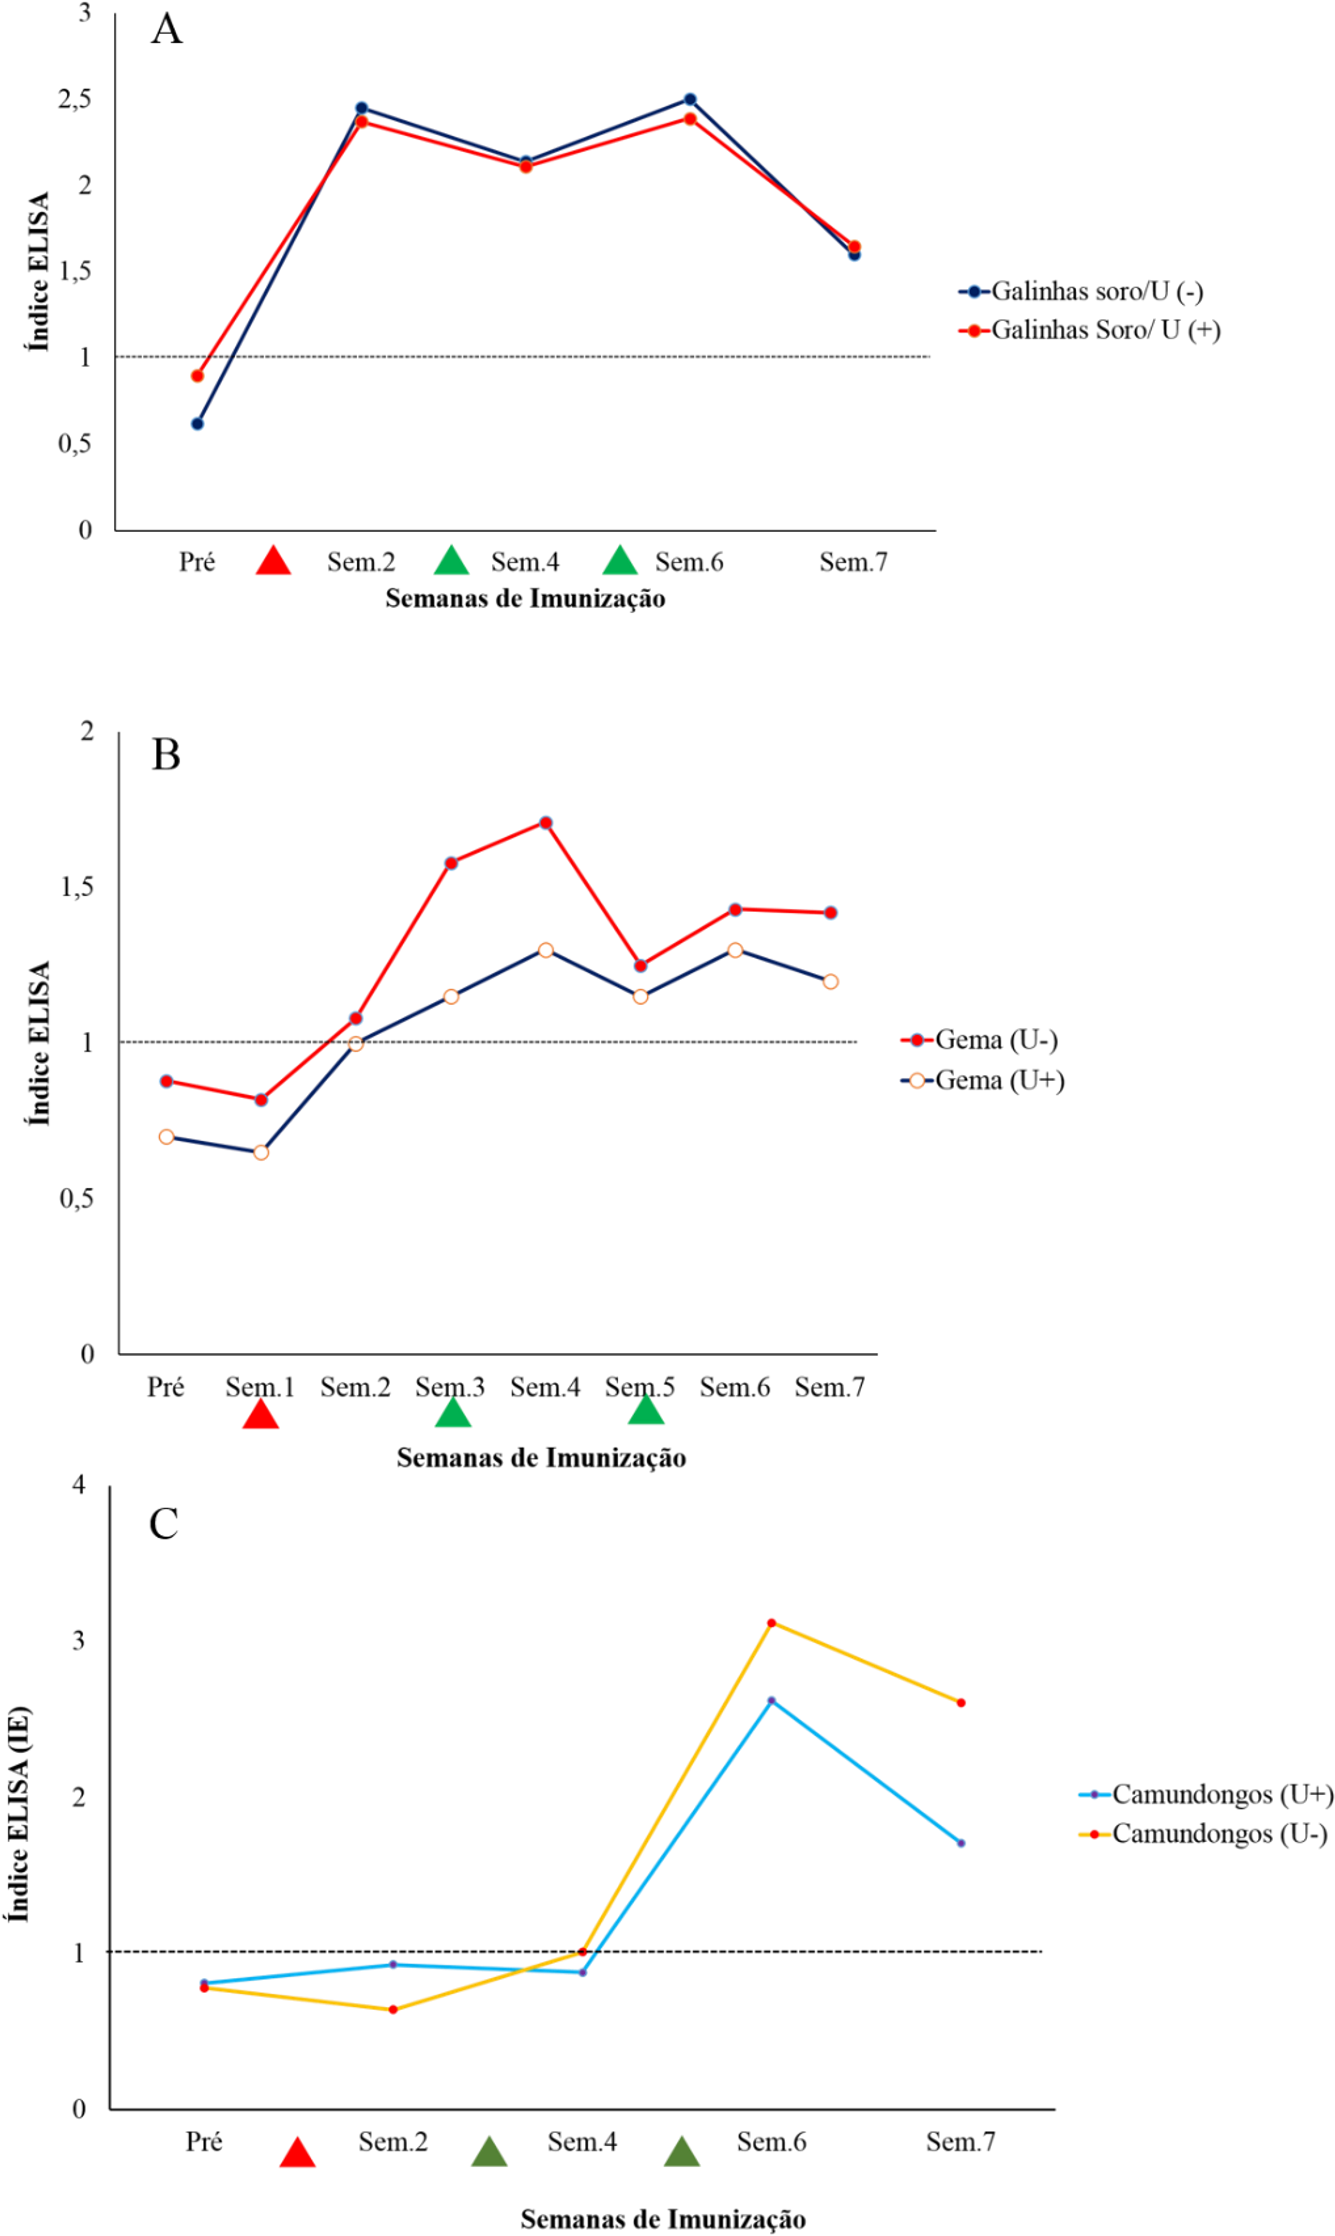 A
3
2,5
2
1,5
1
0,5
0
Índice ELISA
Galinhas soro/U (-)
Galinhas Soro/ U (+)
Pré Sem.2 Sem.4 Sem.6 Sem.7
Semanas de Imunização
B
2
1,5
1
0,5
0
Índice ELISA
Gema (U-)
Gema (U+)
Pré Sem.1 Sem.2 Sem.3 Sem.4 Sem.5 Sem.6 Sem.7
Semanas de Imunização
C
4
3
2
1
0
Índice ELISA (IE)
Camundongos (U+)
Camundongos (U-)
Pré Sem.2 Sem.4 Sem.6 Sem.7
Semanas de Imunização